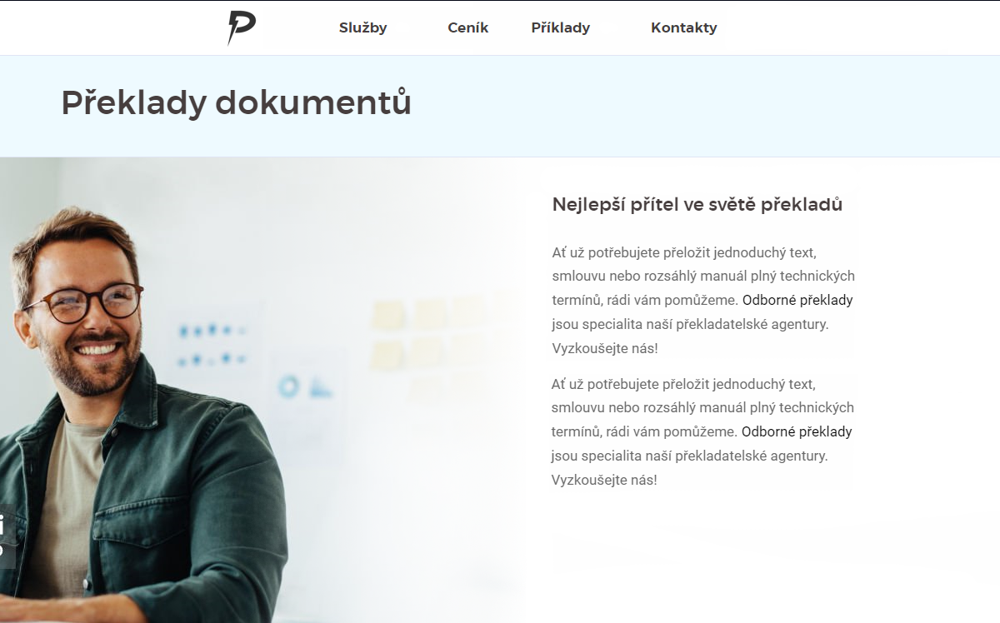 Služby Ceník Příklady Kontakty
Překlady dokumentů
Nejlepší přítel ve světě překladů
Ať už potřebujete přeložit jednoduchý text,
smlouvu nebo rozsáhlý manuál plný technických
termínů, rádi vám pomůžeme. Odborné překlady
jsou specialita naší překladatelské agentury.
Vyzkoušejte nás!
Ať už potřebujete přeložit jednoduchý text,
smlouvu nebo rozsáhlý manuál plný technických
termínů, rádi vám pomůžeme. Odborné překlady
jsou specialita naší překladatelské agentury.
Vyzkoušejte nás!